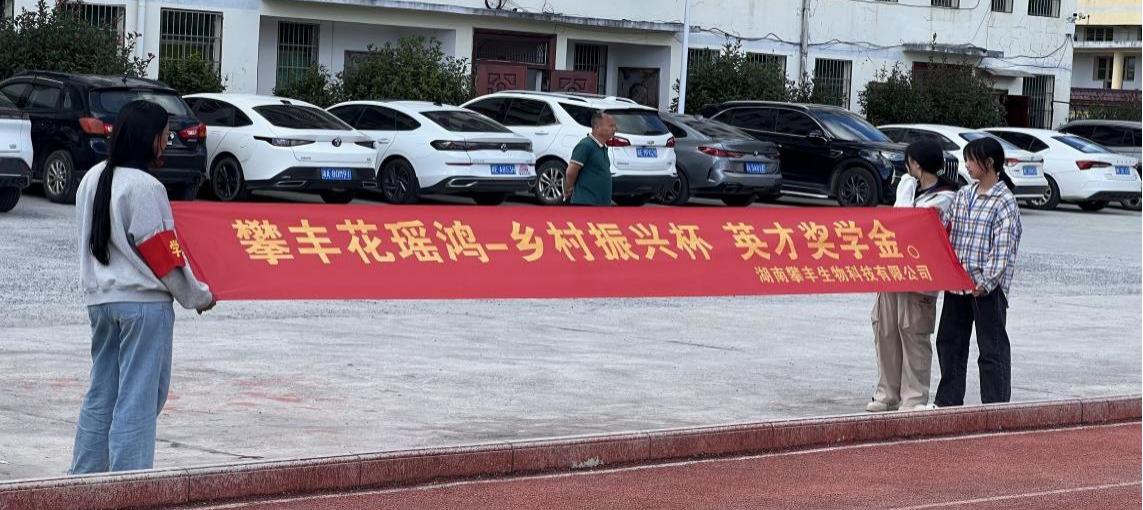 攀丰花瑶鸿-乡村振兴杯 英才奖学金。
湖南攀丰生物科技有限公司
学